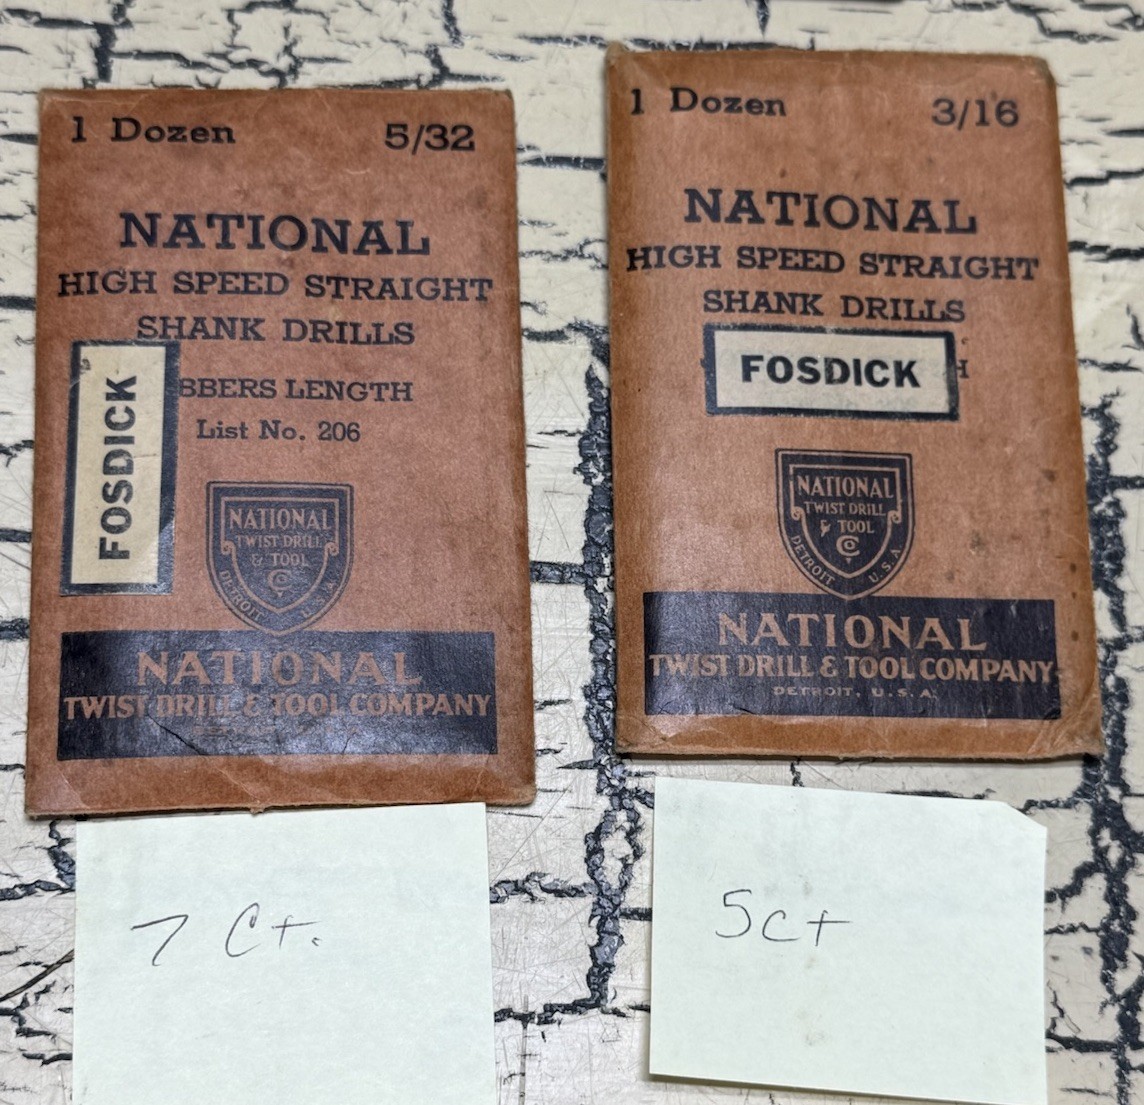 1 Dozen 5/32
NATIONAL
HIGH SPEED STRAIGHT
SHANK DRILLS
BBERS LENGTH
List No. 206
FOSDICK
NATIONAL
TWIST DRILL
& TOOL
CO
DETROIT U.S.A.
NATIONAL
TWIST DRILL & TOOL COMPANY
7 Ct.
1 Dozen 3/16
NATIONAL
HIGH SPEED STRAIGHT
SHANK DRILLS
H
FOSDICK
NATIONAL
TWIST DRILL
& TOOL
CO
DETROIT U.S.A
NATIONAL
TWIST DRILL & TOOL COMPANY
DETROIT, U.S.A.
5 ct